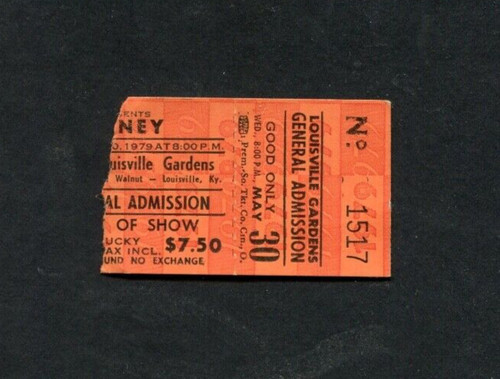 ENTS
NEY
0. 1979 AT 8:00 P.M.
uisville Gardens
Walnut — Louisville, Ky.
AL ADMISSION
OF SHOW
UCKY
AX INCL. $7.50
UND NO EXCHANGE
Prem.-So. Tkt. Co. Cin., O.
WED., 8:00 P.M., MAY 30
GOOD ONLY
GENERAL ADMISSION
LOUISVILLE GARDENS
No. 1517